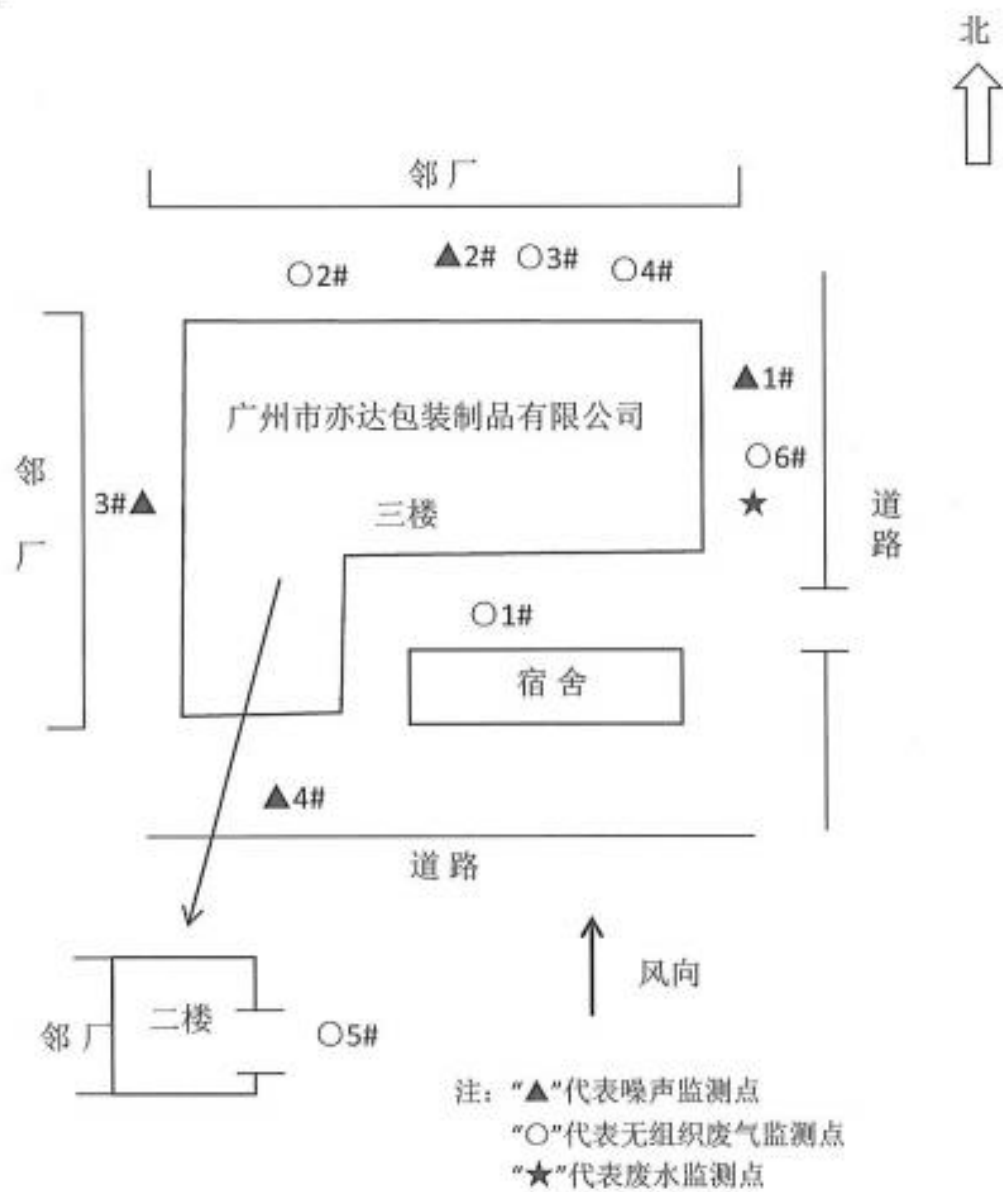 北
邻厂
▲2# ○3#
○2# ○4#
▲1#
广州市亦达包装制品有限公司
○6#
邻厂
3#▲
三楼
★
道路
○1#
宿舍
▲4#
道路
风向
二楼
邻厂
○5#
注：“▲”代表噪声监测点
“○”代表无组织废气监测点
“★”代表废水监测点